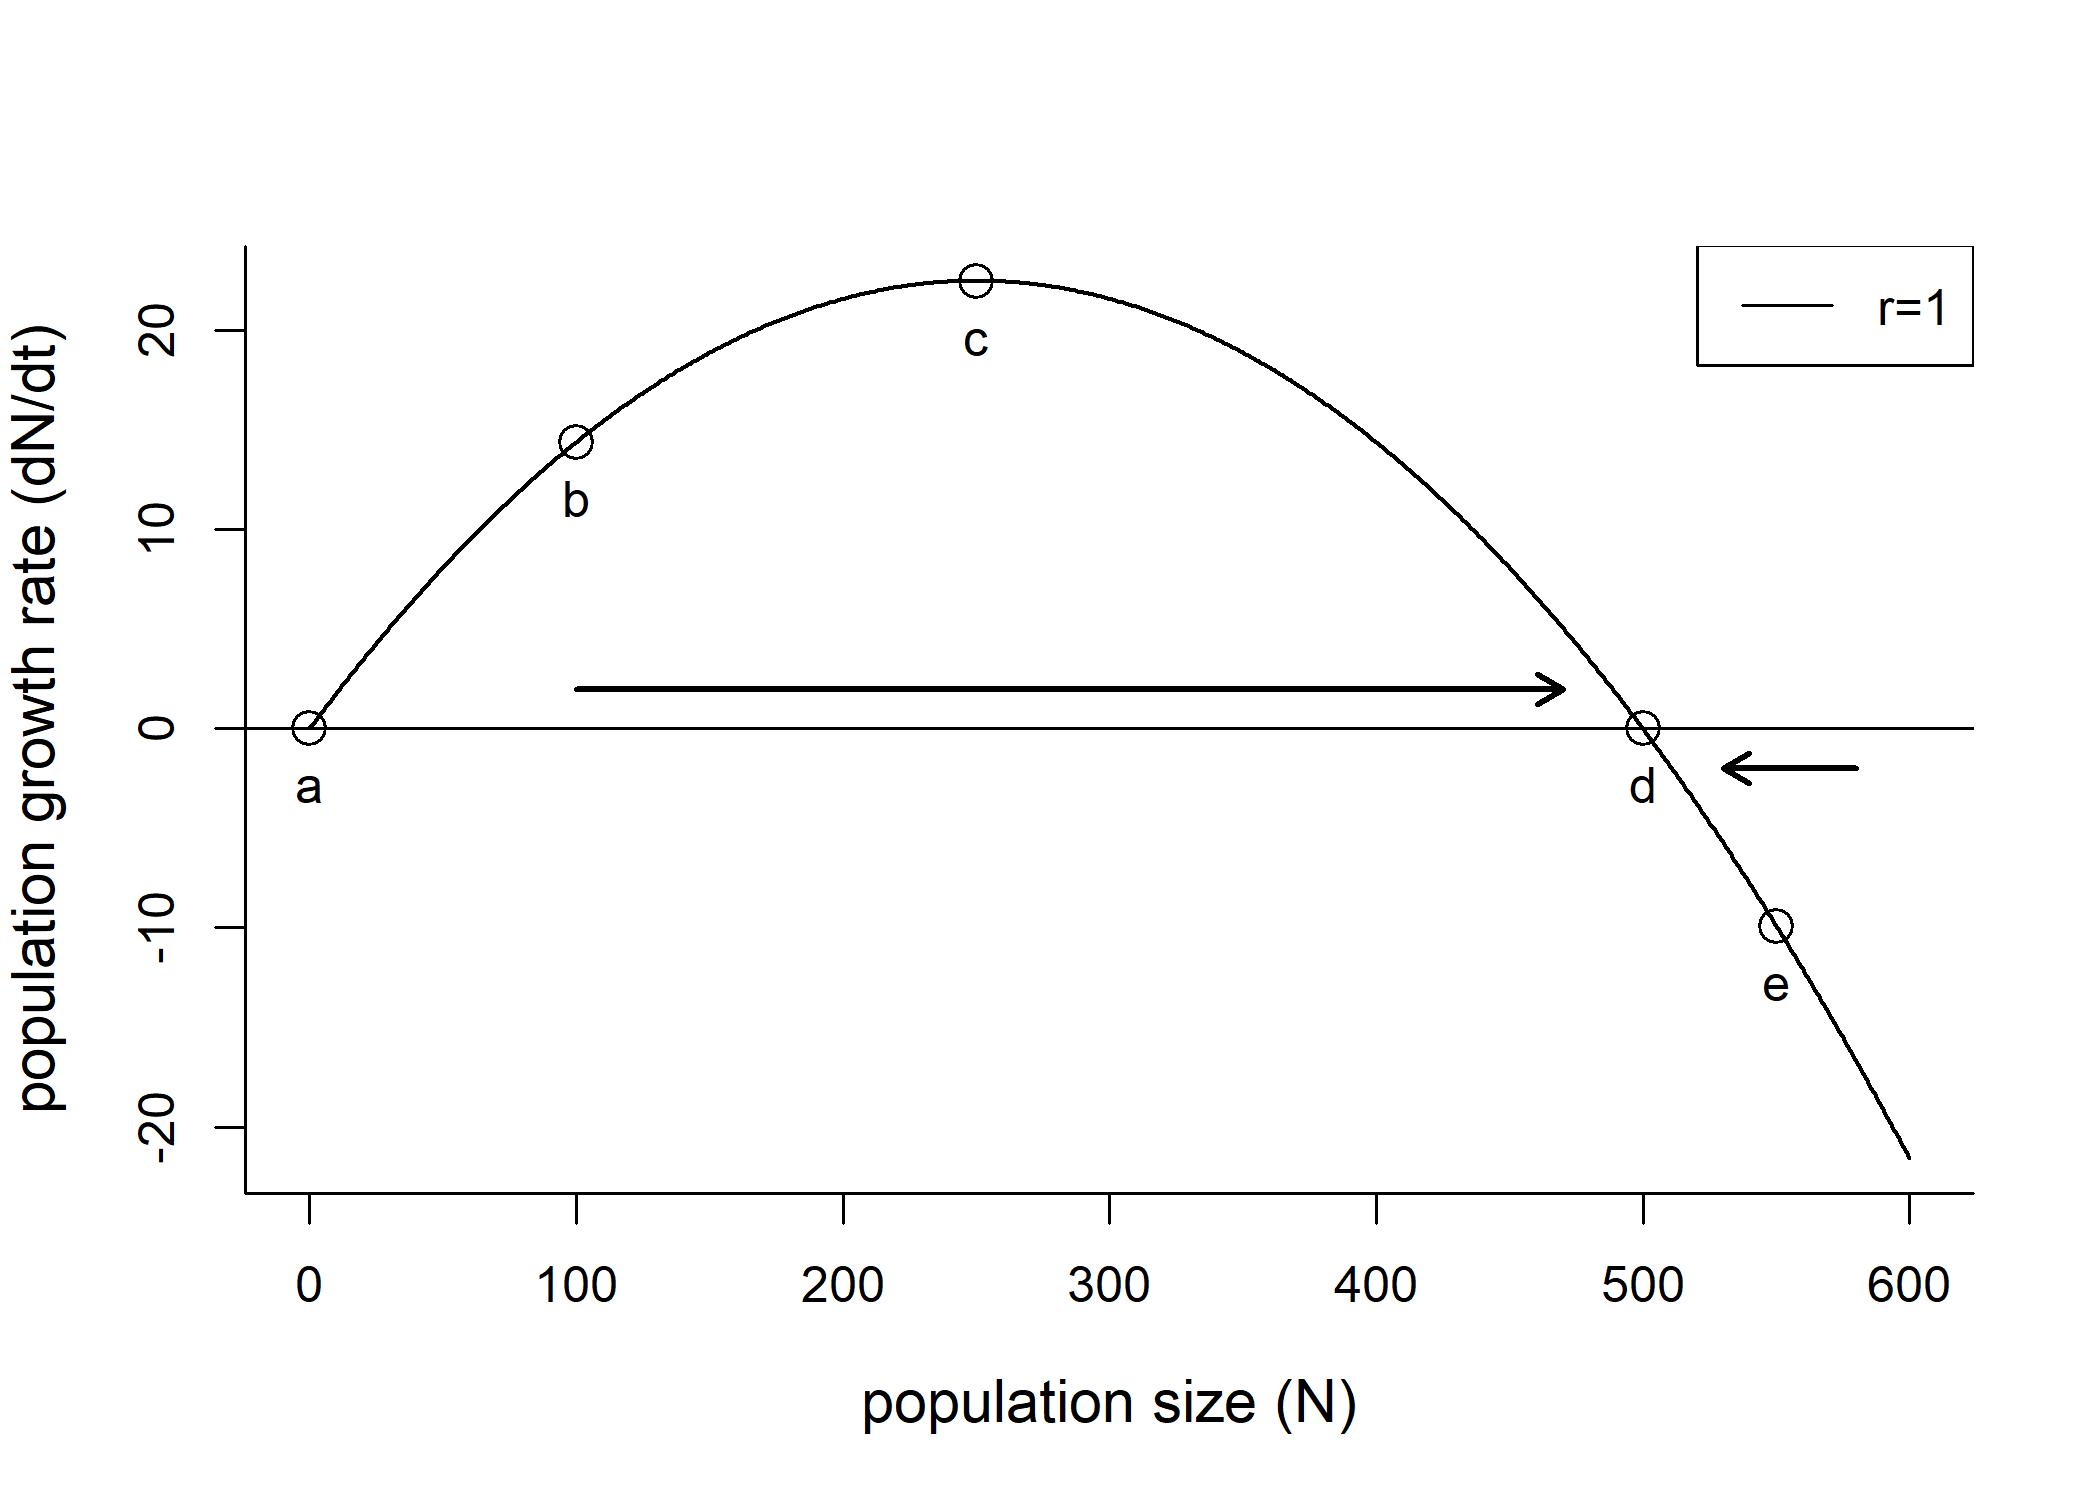 r=1
population growth rate (dN/dt)
20
10
0
-10
-20
c
b
a
d
e
0 100 200 300 400 500 600
population size (N)